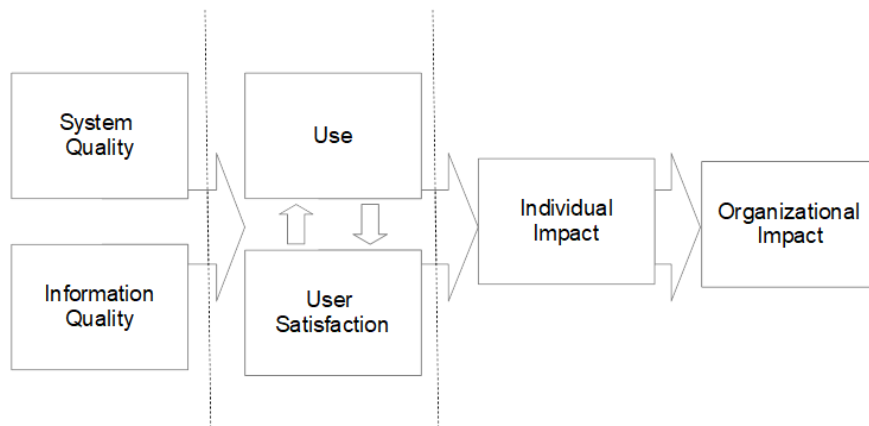 System
Quality
Use
Individual
Impact
Organizational
Impact
Information
Quality
User
Satisfaction